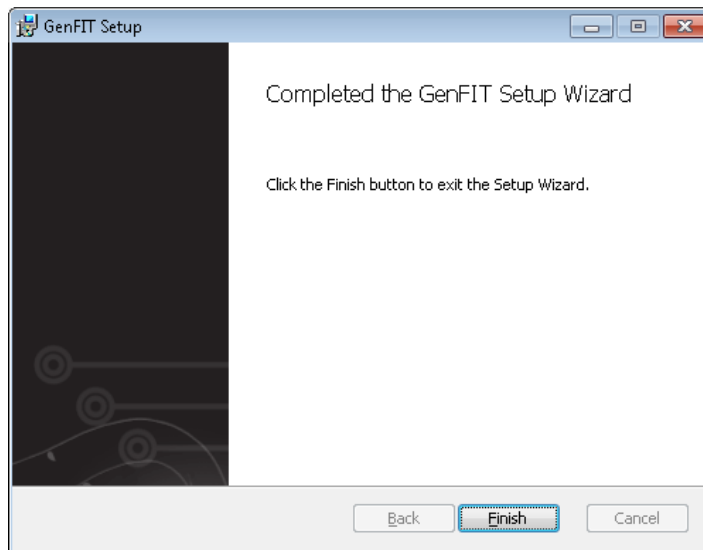 GenFIT Setup
Completed the GenFIT Setup Wizard
Click the Finish button to exit the Setup Wizard.
Back Finish Cancel